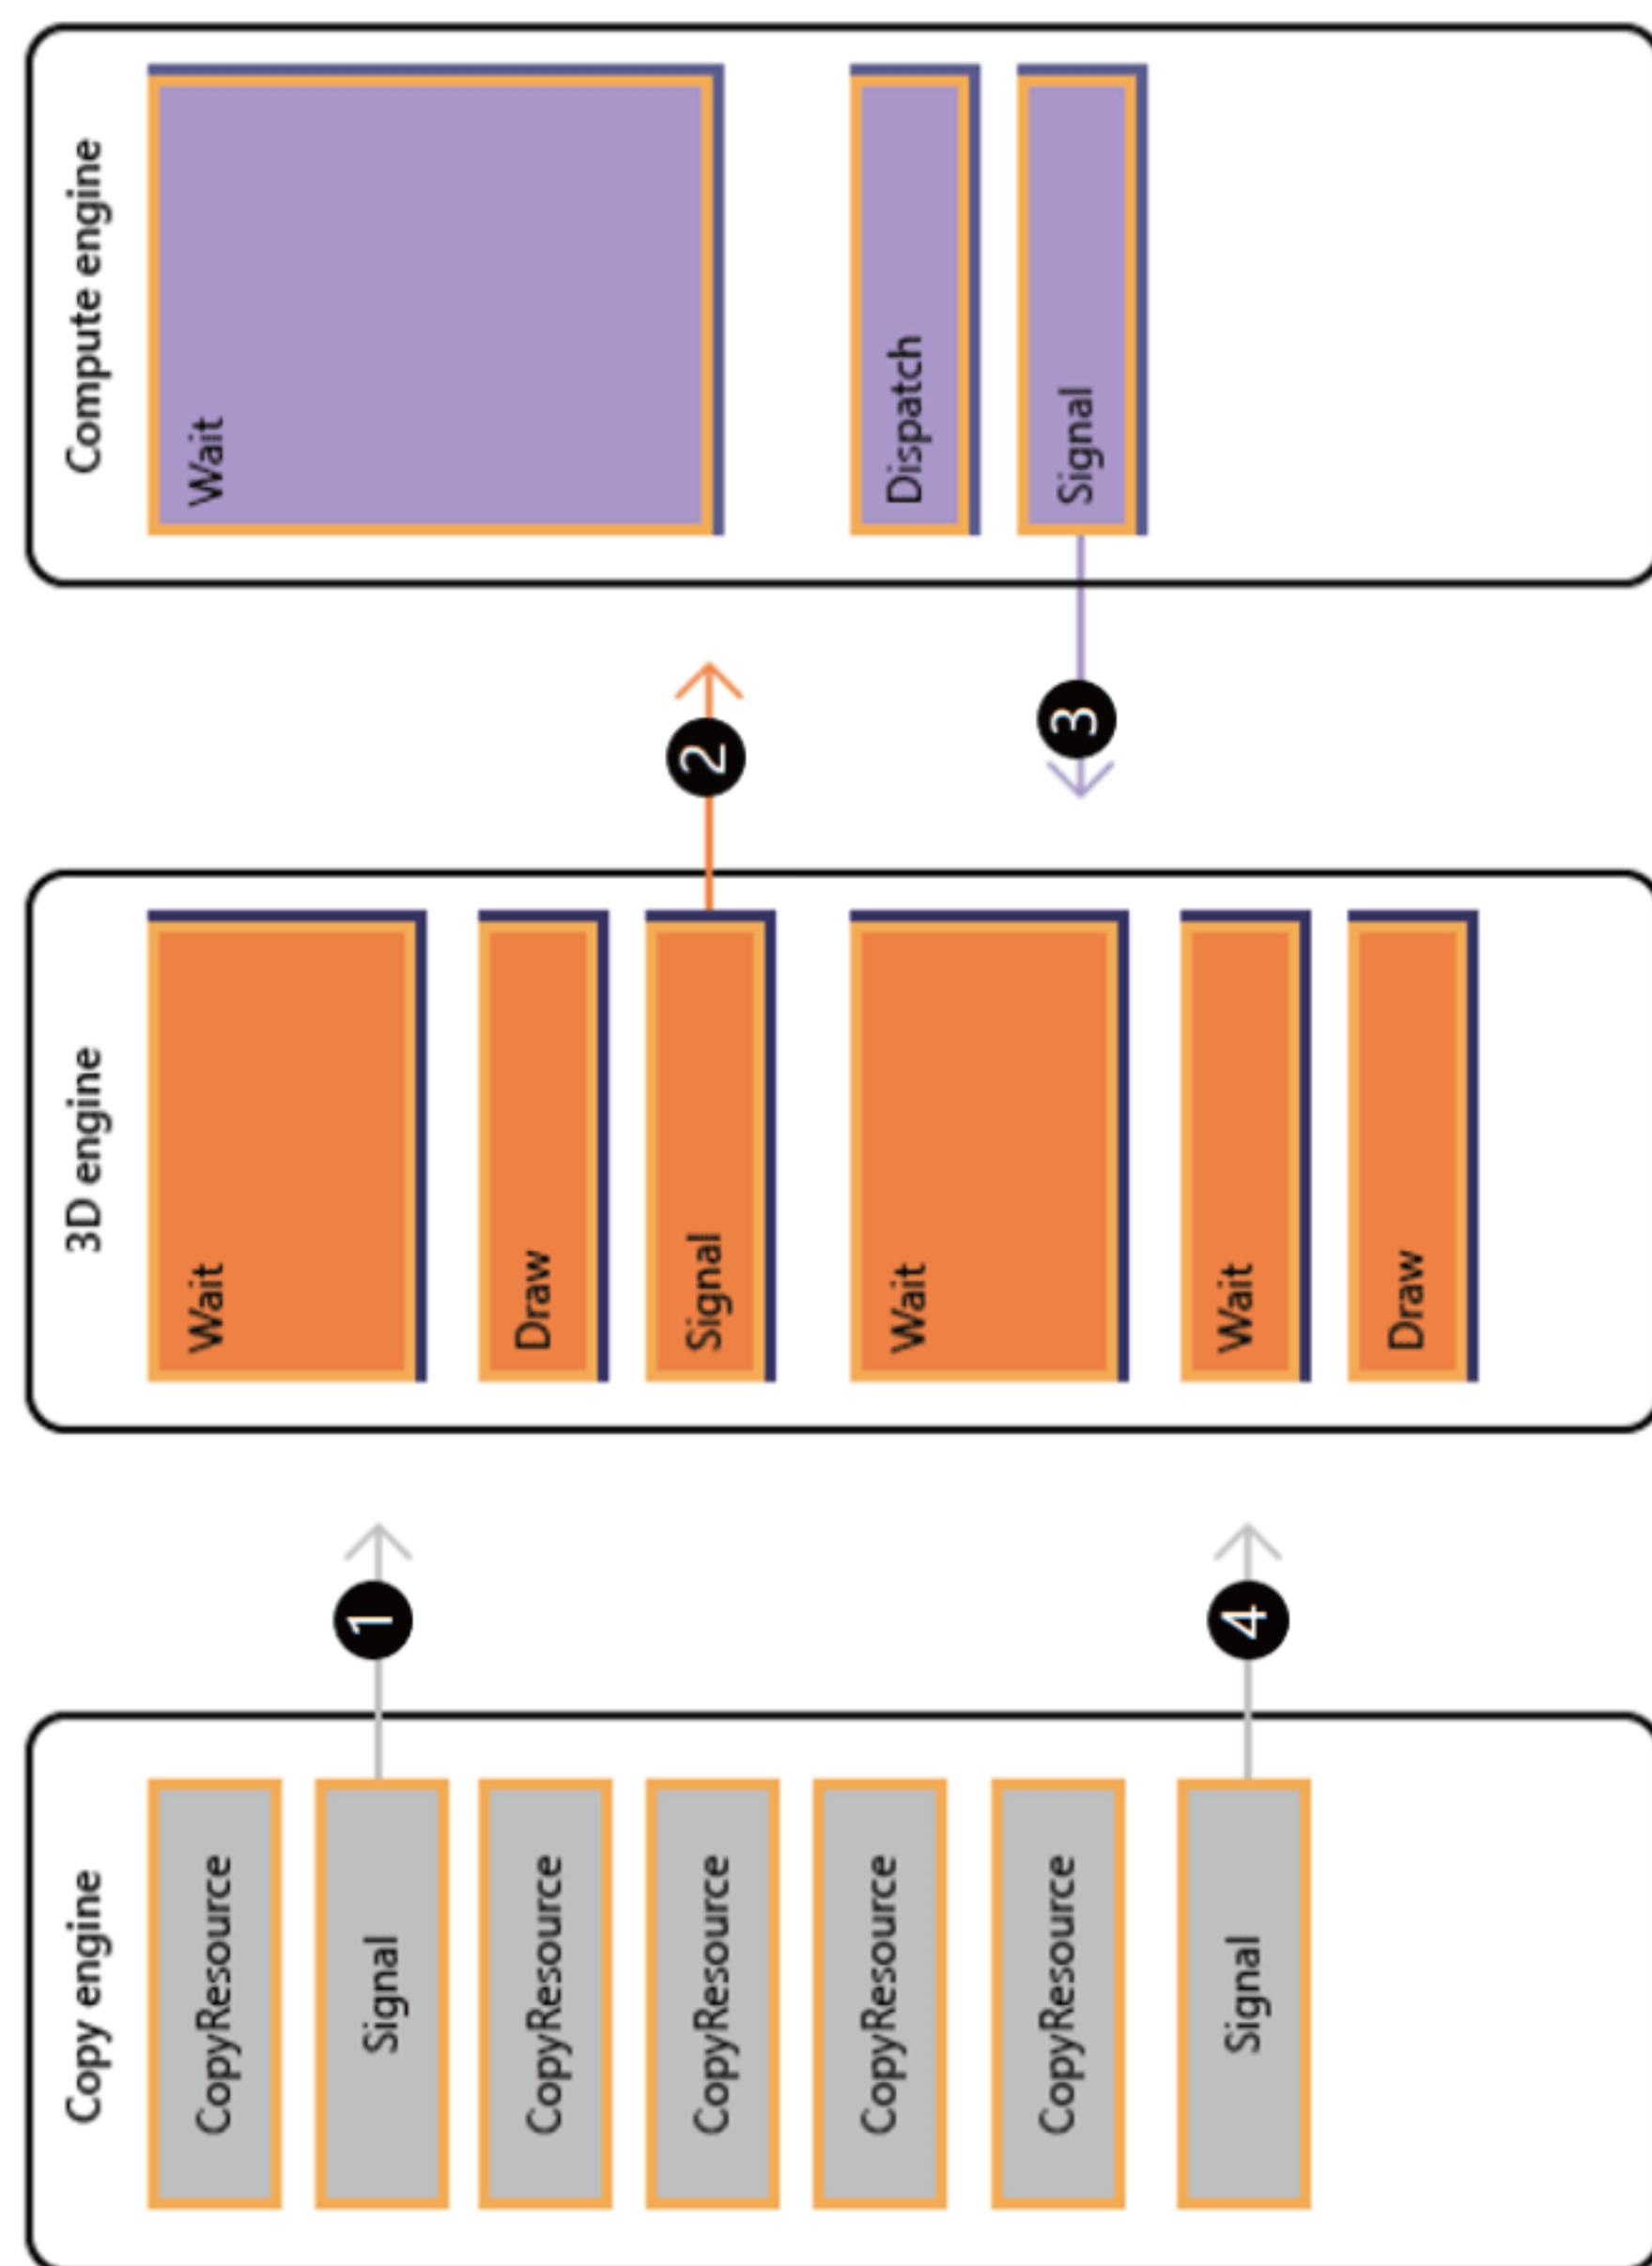 Copy engine
CopyResource
Signal
CopyResource
CopyResource
CopyResource
CopyResource
Signal
1
4
3D engine
Wait
Draw
Signal
Wait
Wait
Draw
2
3
Compute engine
Wait
Dispatch
Signal